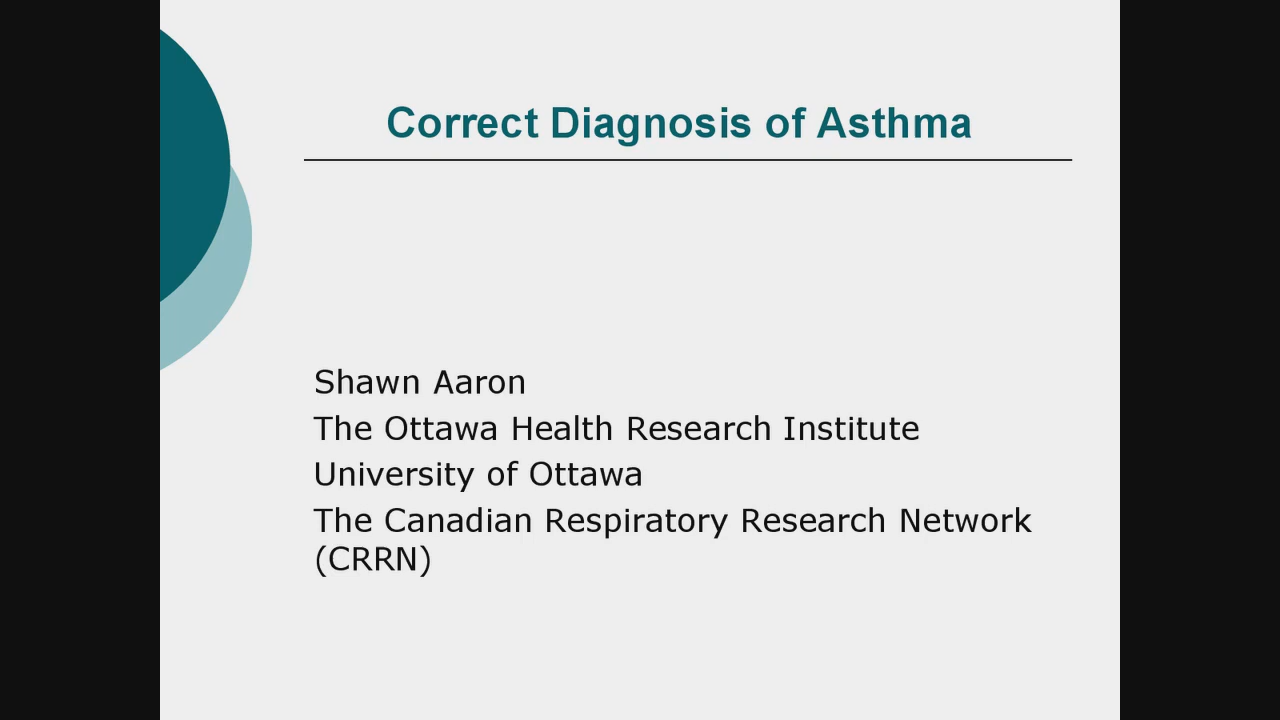 Correct Diagnosis of Asthma
Shawn Aaron
The Ottawa Health Research Institute
University of Ottawa
The Canadian Respiratory Research Network
(CRRN)